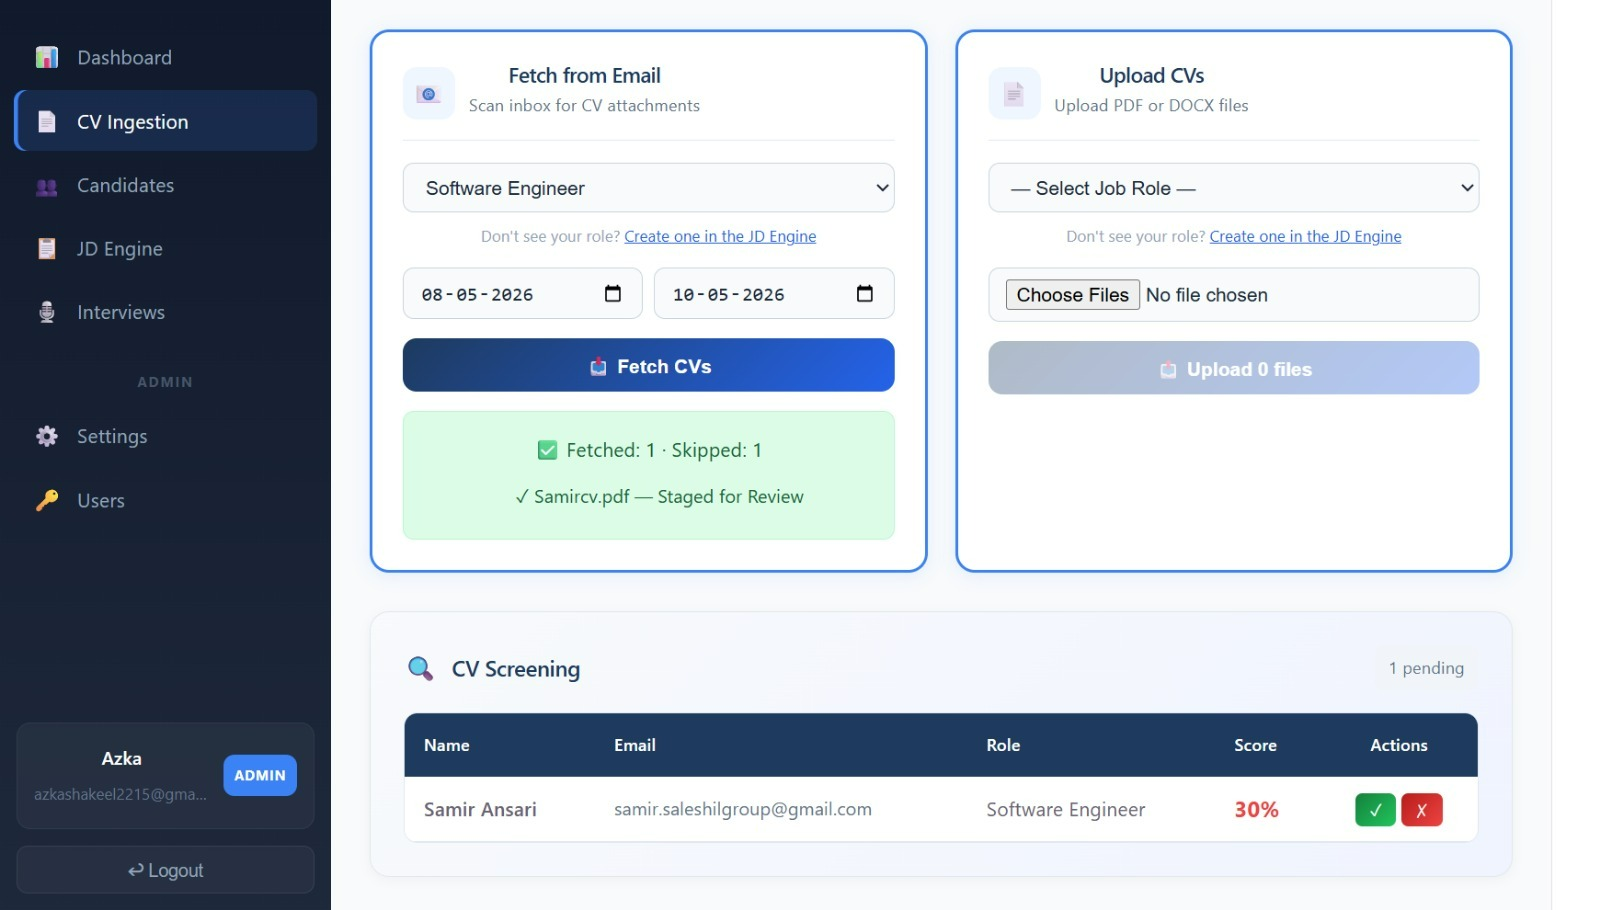 Dashboard
CV Ingestion
Candidates
JD Engine
Interviews
ADMIN
Settings
Users
Azka
azkashakeel2215@gma...
ADMIN
↩ Logout
Fetch from Email
Scan inbox for CV attachments
Software Engineer
Don't see your role? Create one in the JD Engine
08-05-2026
10-05-2026
Fetch CVs
✅ Fetched: 1 · Skipped: 1
✓ Samircv.pdf — Staged for Review
Upload CVs
Upload PDF or DOCX files
— Select Job Role —
Don't see your role? Create one in the JD Engine
Choose Files No file chosen
Upload 0 files
CV Screening
1 pending
Name Email Role Score Actions
Samir Ansari samir.saleshilgroup@gmail.com Software Engineer 30% ✓ ✗